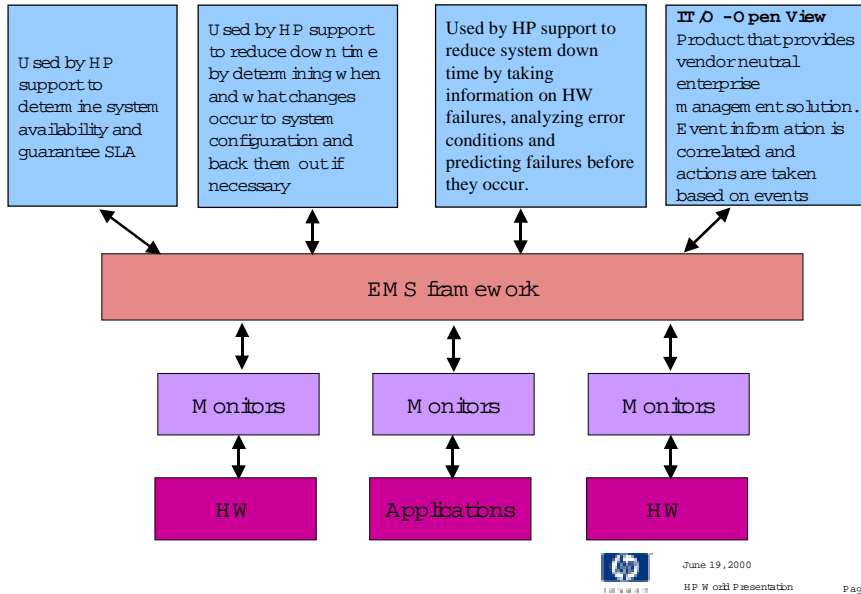 Used by HP
support to
determine system
availability and
guarantee SLA
Used by HP support
to reduce down time
by determining when
and what changes
occur to system
configuration and
back them out if
necessary
Used by HP support to
reduce system down
time by taking
information on HW
failures, analyzing error
conditions and
predicting failures before
they occur.
IT/O - Open View
Product that provides
vendor neutral
enterprise
management solution.
Event information is
correlated and
actions are taken
based on events
EMS framework
Monitors
Monitors
Monitors
HW
Applications
HW
hp
June 19, 2000
HP World Presentation
Pag